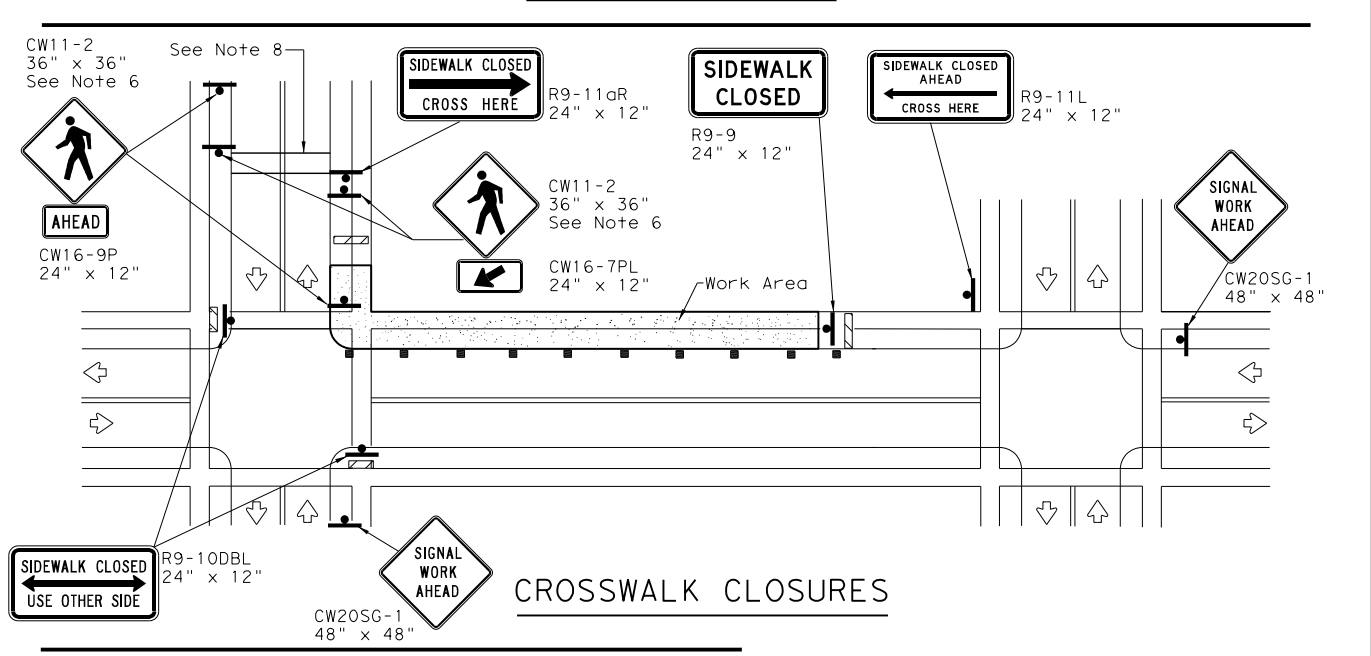 CW11-2
36" x 36"
See Note 6
See Note 8
SIDEWALK CLOSED
CROSS HERE
R9-11aR
24" x 12"
SIDEWALK
CLOSED
R9-9
24" x 12"
SIDEWALK CLOSED
AHEAD
CROSS HERE
R9-11L
24" x 12"
AHEAD
CW16-9P
24" x 12"
CW11-2
36" x 36"
See Note 6
CW16-7PL
24" x 12"
Work Area
SIGNAL
WORK
AHEAD
CW20SG-1
48" x 48"
SIDEWALK CLOSED
USE OTHER SIDE
R9-10DBL
24" x 12"
SIGNAL
WORK
AHEAD
CW20SG-1
48" x 48"
CROSSWALK CLOSURES